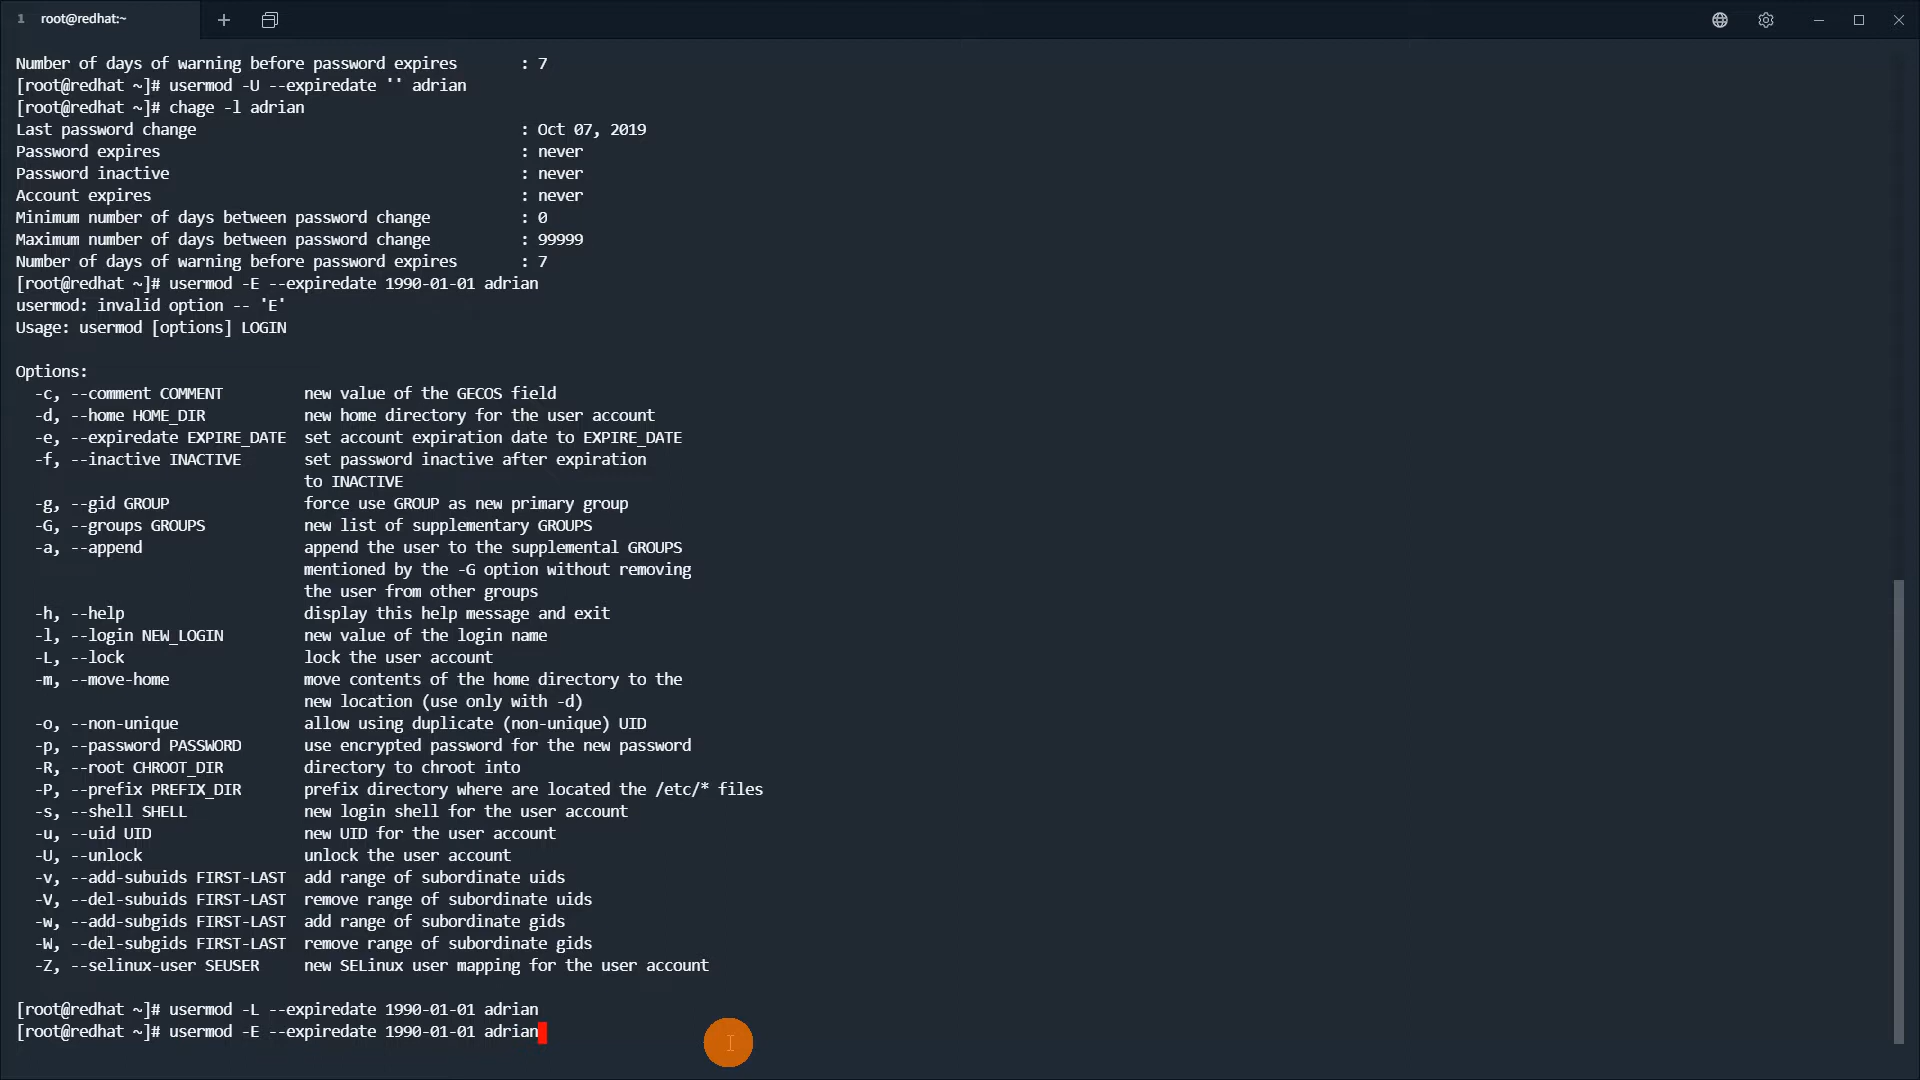 1 root@redhat:~
Number of days of warning before password expires : 7
[root@redhat ~]# usermod -U --expiredate '' adrian
[root@redhat ~]# chage -l adrian
Last password change : Oct 07, 2019
Password expires : never
Password inactive : never
Account expires : never
Minimum number of days between password change : 0
Maximum number of days between password change : 99999
Number of days of warning before password expires : 7
[root@redhat ~]# usermod -E --expiredate 1990-01-01 adrian
usermod: invalid option -- 'E'
Usage: usermod [options] LOGIN
Options:
-c, --comment COMMENT new value of the GECOS field
-d, --home HOME_DIR new home directory for the user account
-e, --expiredate EXPIRE_DATE set account expiration date to EXPIRE_DATE
-f, --inactive INACTIVE set password inactive after expiration
to INACTIVE
-g, --gid GROUP force use GROUP as new primary group
-G, --groups GROUPS new list of supplementary GROUPS
-a, --append append the user to the supplemental GROUPS
mentioned by the -G option without removing
the user from other groups
-h, --help display this help message and exit
-l, --login NEW_LOGIN new value of the login name
-L, --lock lock the user account
-m, --move-home move contents of the home directory to the
new location (use only with -d)
-o, --non-unique allow using duplicate (non-unique) UID
-p, --password PASSWORD use encrypted password for the new password
-R, --root CHROOT_DIR directory to chroot into
-P, --prefix PREFIX_DIR prefix directory where are located the /etc/* files
-s, --shell SHELL new login shell for the user account
-u, --uid UID new UID for the user account
-U, --unlock unlock the user account
-v, --add-subuids FIRST-LAST add range of subordinate uids
-V, --del-subuids FIRST-LAST remove range of subordinate uids
-w, --add-subgids FIRST-LAST add range of subordinate gids
-W, --del-subgids FIRST-LAST remove range of subordinate gids
-Z, --selinux-user SEUSER new SELinux user mapping for the user account
[root@redhat ~]# usermod -L --expiredate 1990-01-01 adrian
[root@redhat ~]# usermod -E --expiredate 1990-01-01 adrian